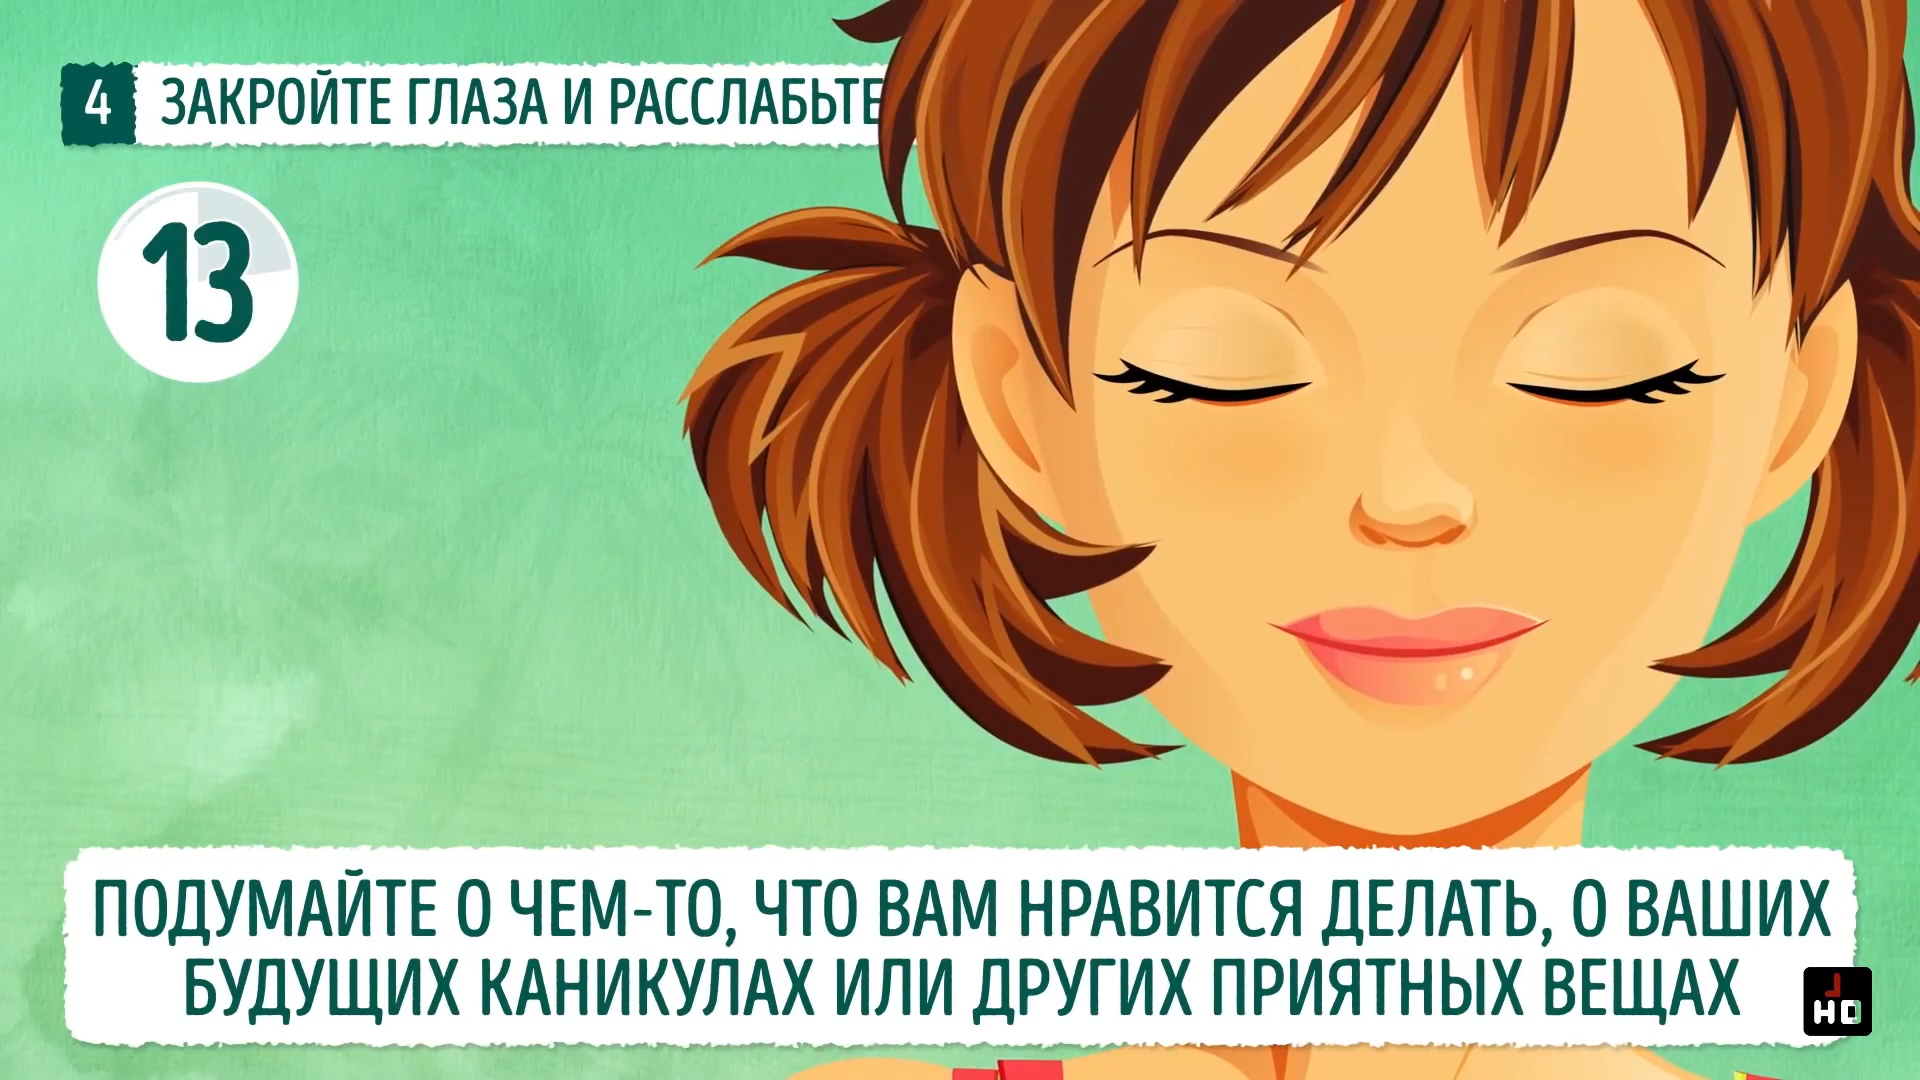 4 ЗАКРОЙТЕ ГЛАЗА И РАССЛАБЬТЕ
13
ПОДУМАЙТЕ О ЧЕМ-ТО, ЧТО ВАМ НРАВИТСЯ ДЕЛАТЬ, О ВАШИХ
БУДУЩИХ КАНИКУЛАХ ИЛИ ДРУГИХ ПРИЯТНЫХ ВЕЩАХ